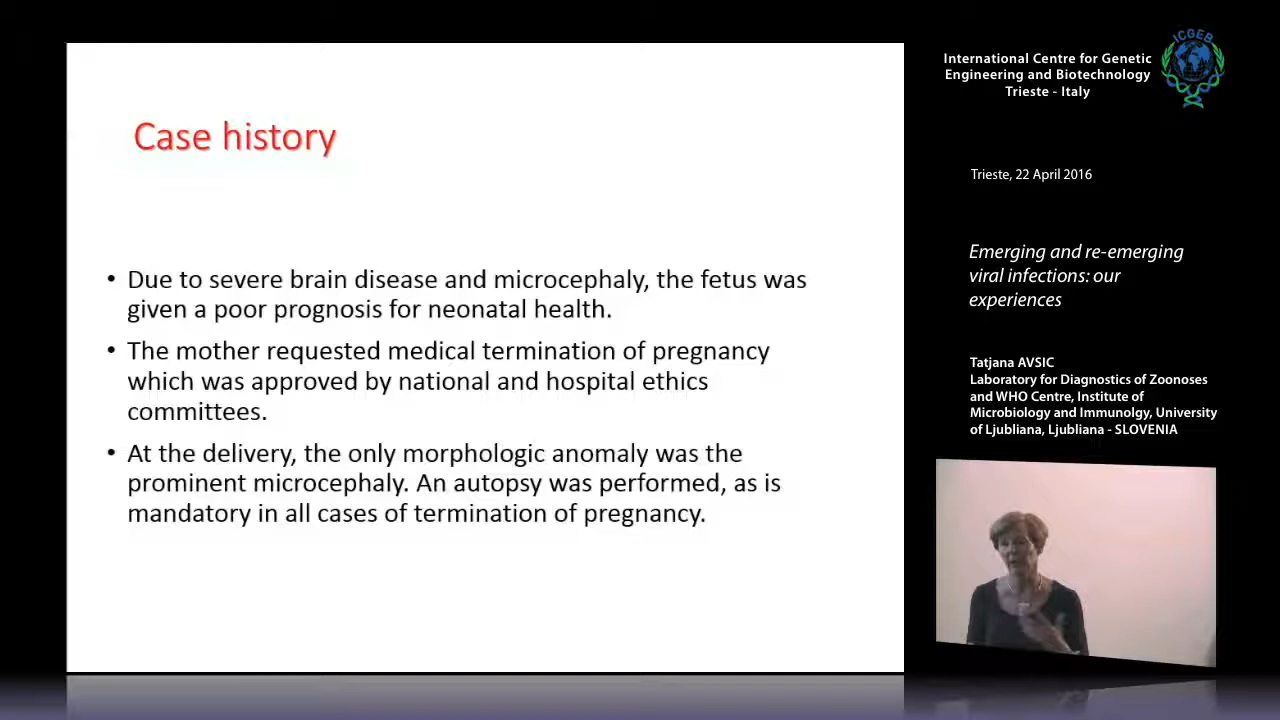 Case history
• Due to severe brain disease and microcephaly, the fetus was
given a poor prognosis for neonatal health.
• The mother requested medical termination of pregnancy
which was approved by national and hospital ethics
committees.
• At the delivery, the only morphologic anomaly was the
prominent microcephaly. An autopsy was performed, as is
mandatory in all cases of termination of pregnancy.
International Centre for Genetic
Engineering and Biotechnology
Trieste - Italy
ICGEB
Trieste, 22 April 2016
Emerging and re-emerging
viral infections: our
experiences
Tatjana AVSIC
Laboratory for Diagnostics of Zoonoses
and WHO Centre, Institute of
Microbiology and Immunolgy, University
of Ljubliana, Ljubliana - SLOVENIA